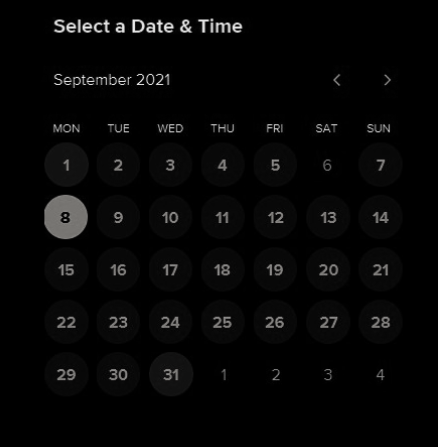 Select a Date & Time
September 2021
MON TUE WED THU FRI SAT SUN
1 2 3 4 5 6 7
8 9 10 11 12 13 14
15 16 17 18 19 20 21
22 23 24 25 26 27 28
29 30 31 1 2 3 4